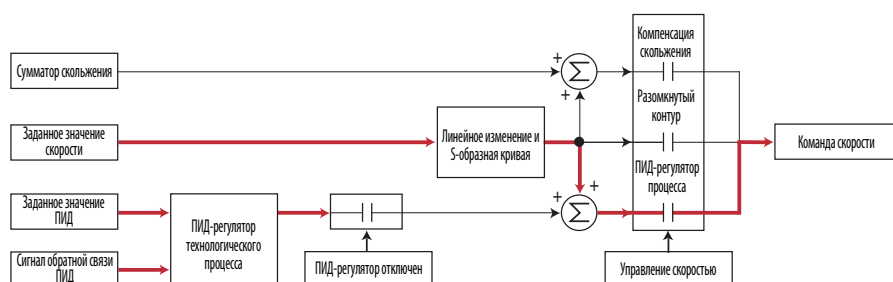 Компенсация
скольжения
+
Сумматор скольжения
Σ
+
Разомкнутый
контур
Заданное значение
скорости
Линейное изменение и
S-образная кривая
Команда скорости
ПИД-регулятор
процесса
+
+
Заданное значение
ПИД
Σ
ПИД-регулятор
технологического
процесса
Сигнал обратной связи
ПИД
ПИД-регулятор отключен
Управление скоростью